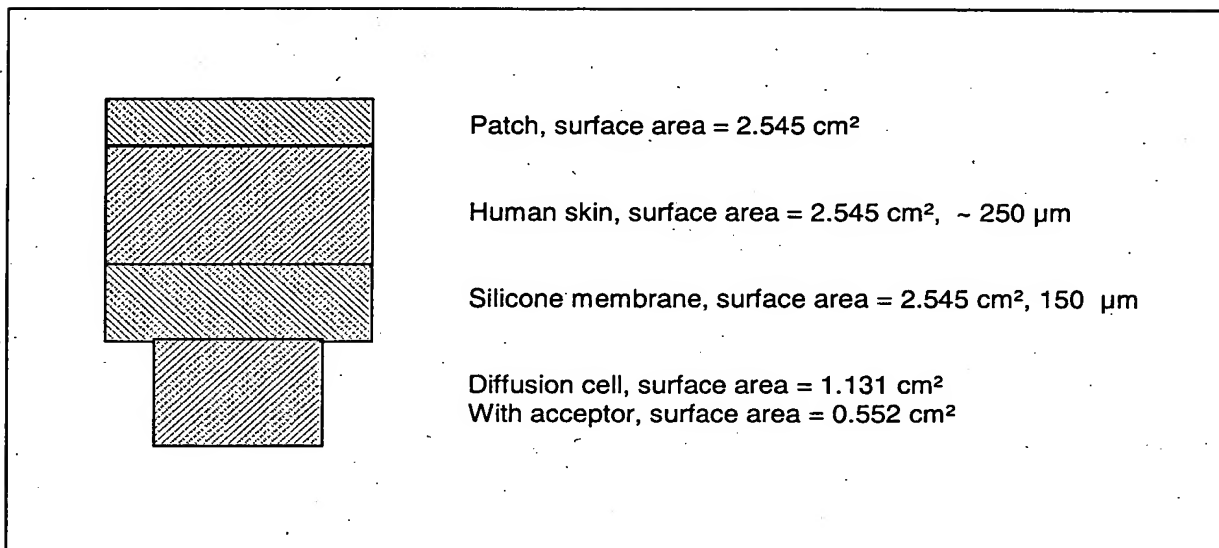 Patch, surface area = 2.545 cm²
Human skin, surface area = 2.545 cm², ~ 250 µm
Silicone membrane, surface area = 2.545 cm², 150 µm
Diffusion cell, surface area = 1.131 cm²
With acceptor, surface area = 0.552 cm²